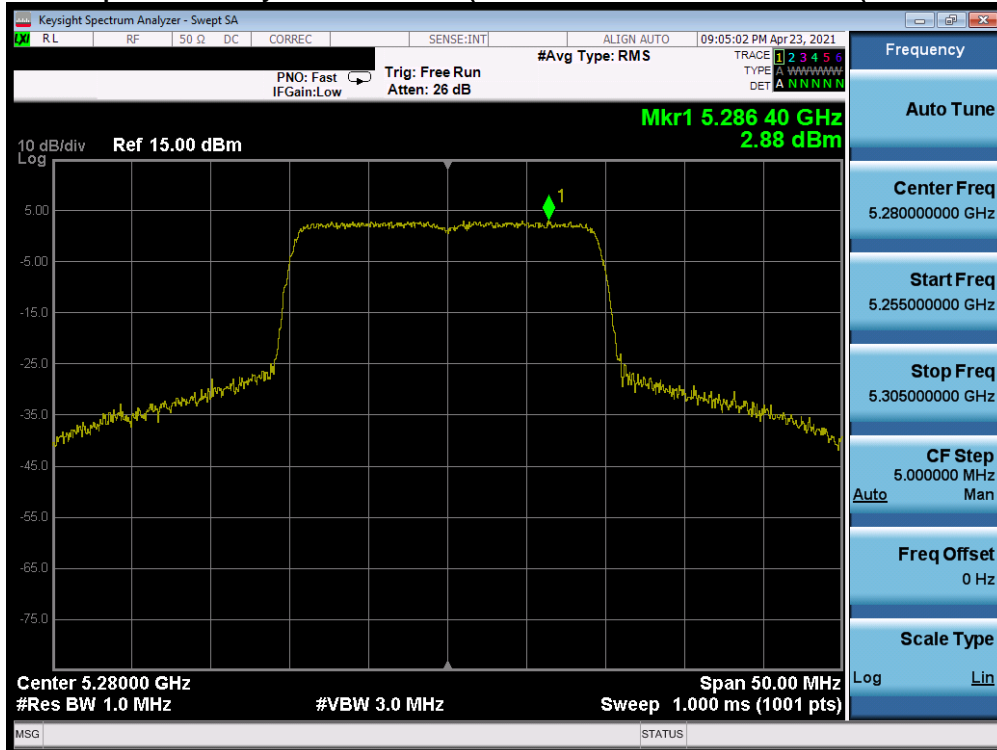 Keysight Spectrum Analyzer - Swept SA
LXI RL RF 50 Ω DC CORREC SENSE:INT ALIGN AUTO 09:05:02 PM Apr 23, 2021
#Avg Type: RMS TRACE 1 2 3 4 5 6
PNO: Fast Trig: Free Run TYPE A WWWWW
IFGain:Low Atten: 26 dB DET A N N N N N
Mkr1 5.286 40 GHz
2.88 dBm
10 dB/div Ref 15.00 dBm
Log
1
5.00
-5.00
-15.0
-25.0
-35.0
-45.0
-55.0
-65.0
-75.0
Center 5.28000 GHz Span 50.00 MHz
#Res BW 1.0 MHz #VBW 3.0 MHz Sweep 1.000 ms (1001 pts)
MSG STATUS
Frequency
Auto Tune
Center Freq
5.280000000 GHz
Start Freq
5.255000000 GHz
Stop Freq
5.305000000 GHz
CF Step
5.000000 MHz
Auto Man
Freq Offset
0 Hz
Scale Type
Log Lin